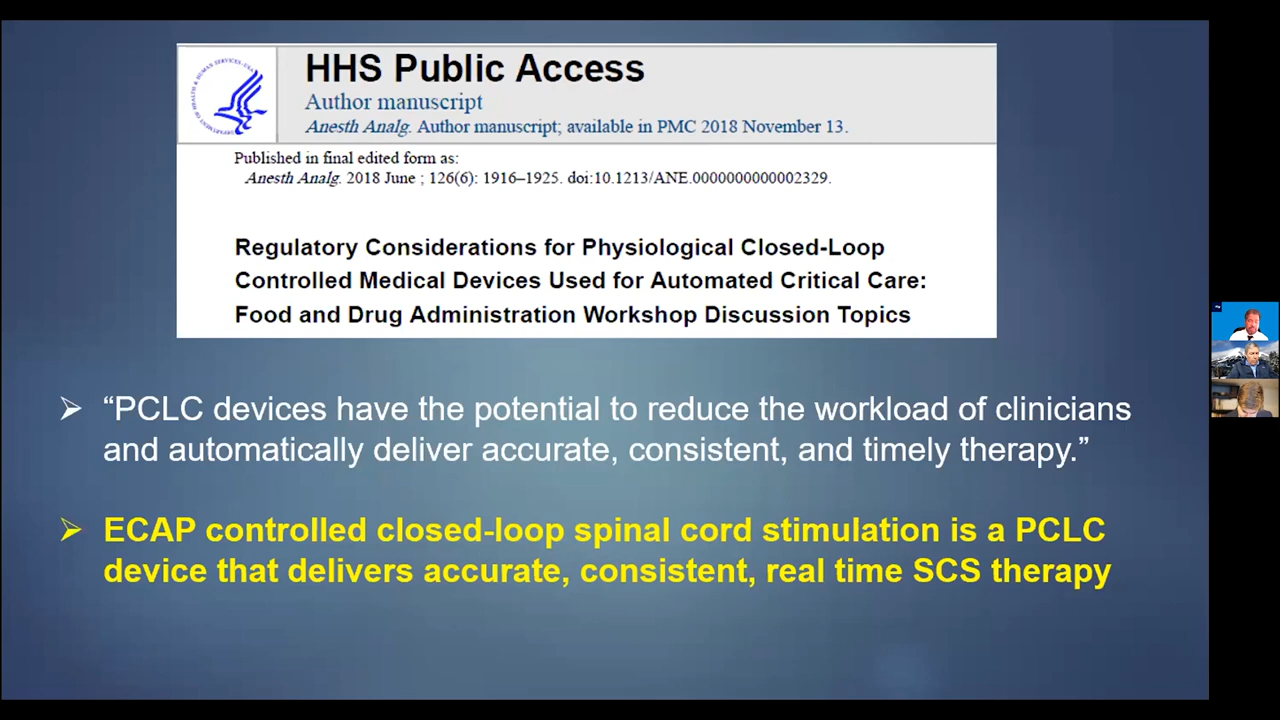 HHS Public Access
Author manuscript
Anesth Analg. Author manuscript; available in PMC 2018 November 13.
Published in final edited form as:
Anesth Analg. 2018 June ; 126(6): 1916–1925. doi:10.1213/ANE.0000000000002329.
Regulatory Considerations for Physiological Closed-Loop
Controlled Medical Devices Used for Automated Critical Care:
Food and Drug Administration Workshop Discussion Topics
“PCLC devices have the potential to reduce the workload of clinicians
and automatically deliver accurate, consistent, and timely therapy.”
ECAP controlled closed-loop spinal cord stimulation is a PCLC
device that delivers accurate, consistent, real time SCS therapy